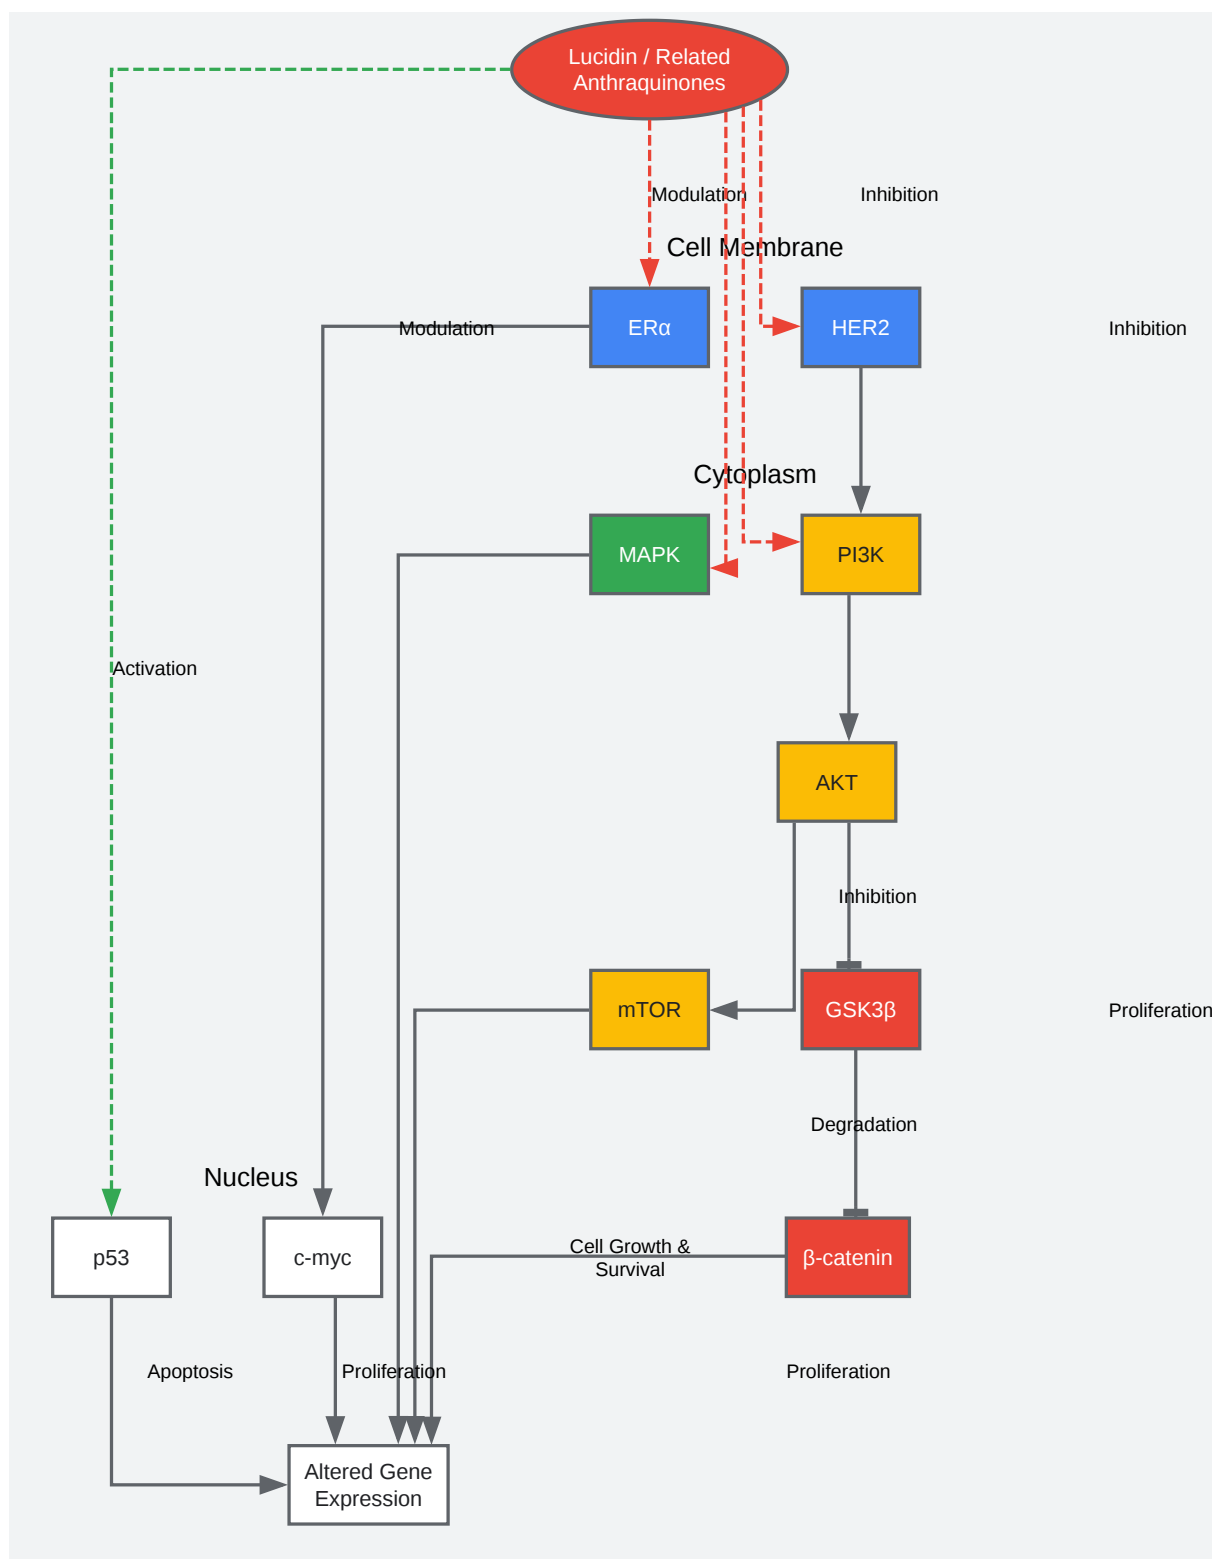 Lucidin / Related
Anthraquinones
Modulation
Inhibition
Cell Membrane
Modulation
ERα
HER2
Inhibition
Cytoplasm
MAPK
PI3K
Activation
AKT
Inhibition
mTOR
GSK3β
Proliferation
Degradation
Nucleus
p53
c-myc
Cell Growth &
Survival
β-catenin
Apoptosis
Proliferation
Proliferation
Altered Gene
Expression